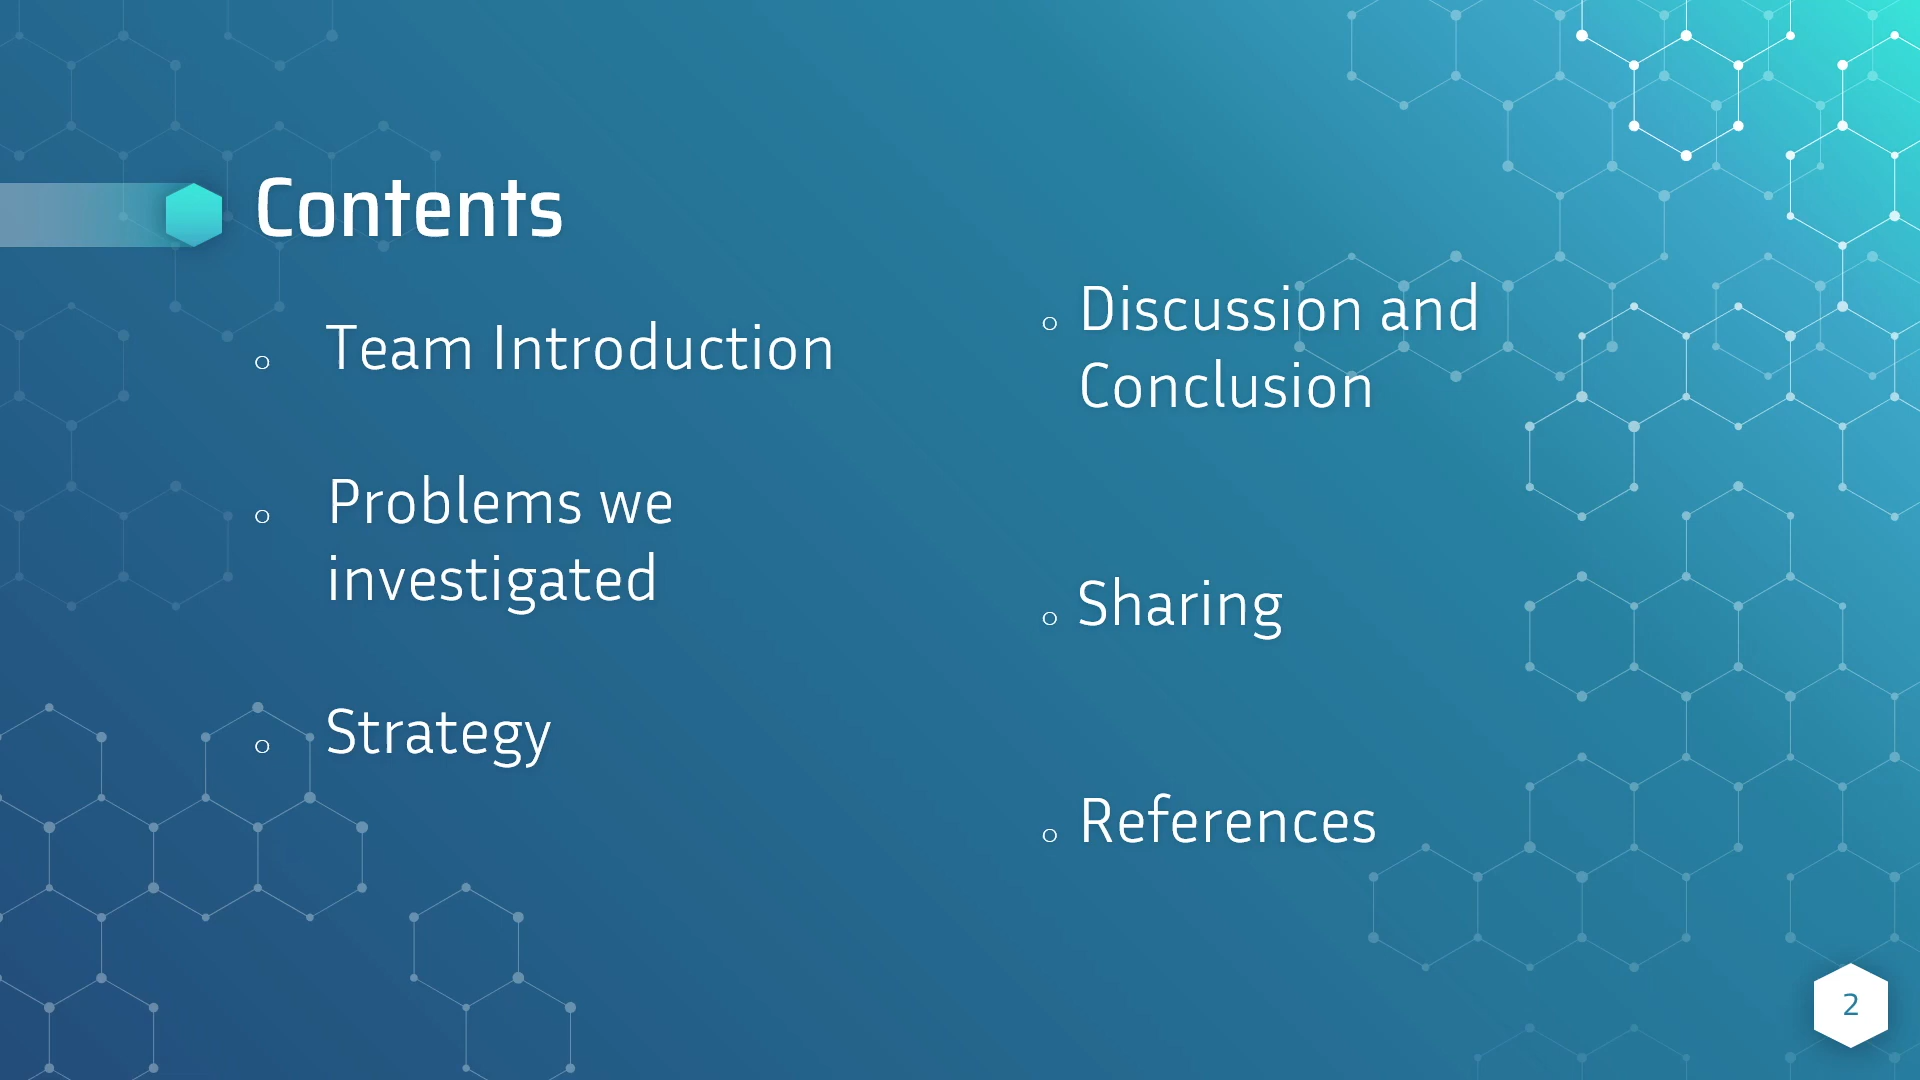 Contents
Team Introduction
Problems we
investigated
Strategy
Discussion and
Conclusion
Sharing
References
2